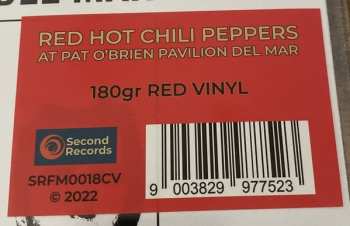 RED HOT CHILI PEPPERS
AT PAT O'BRIEN PAVILION DEL MAR
180gr RED VINYL
Second
Records
SRFM0018CV
© 2022
9 003829 977523